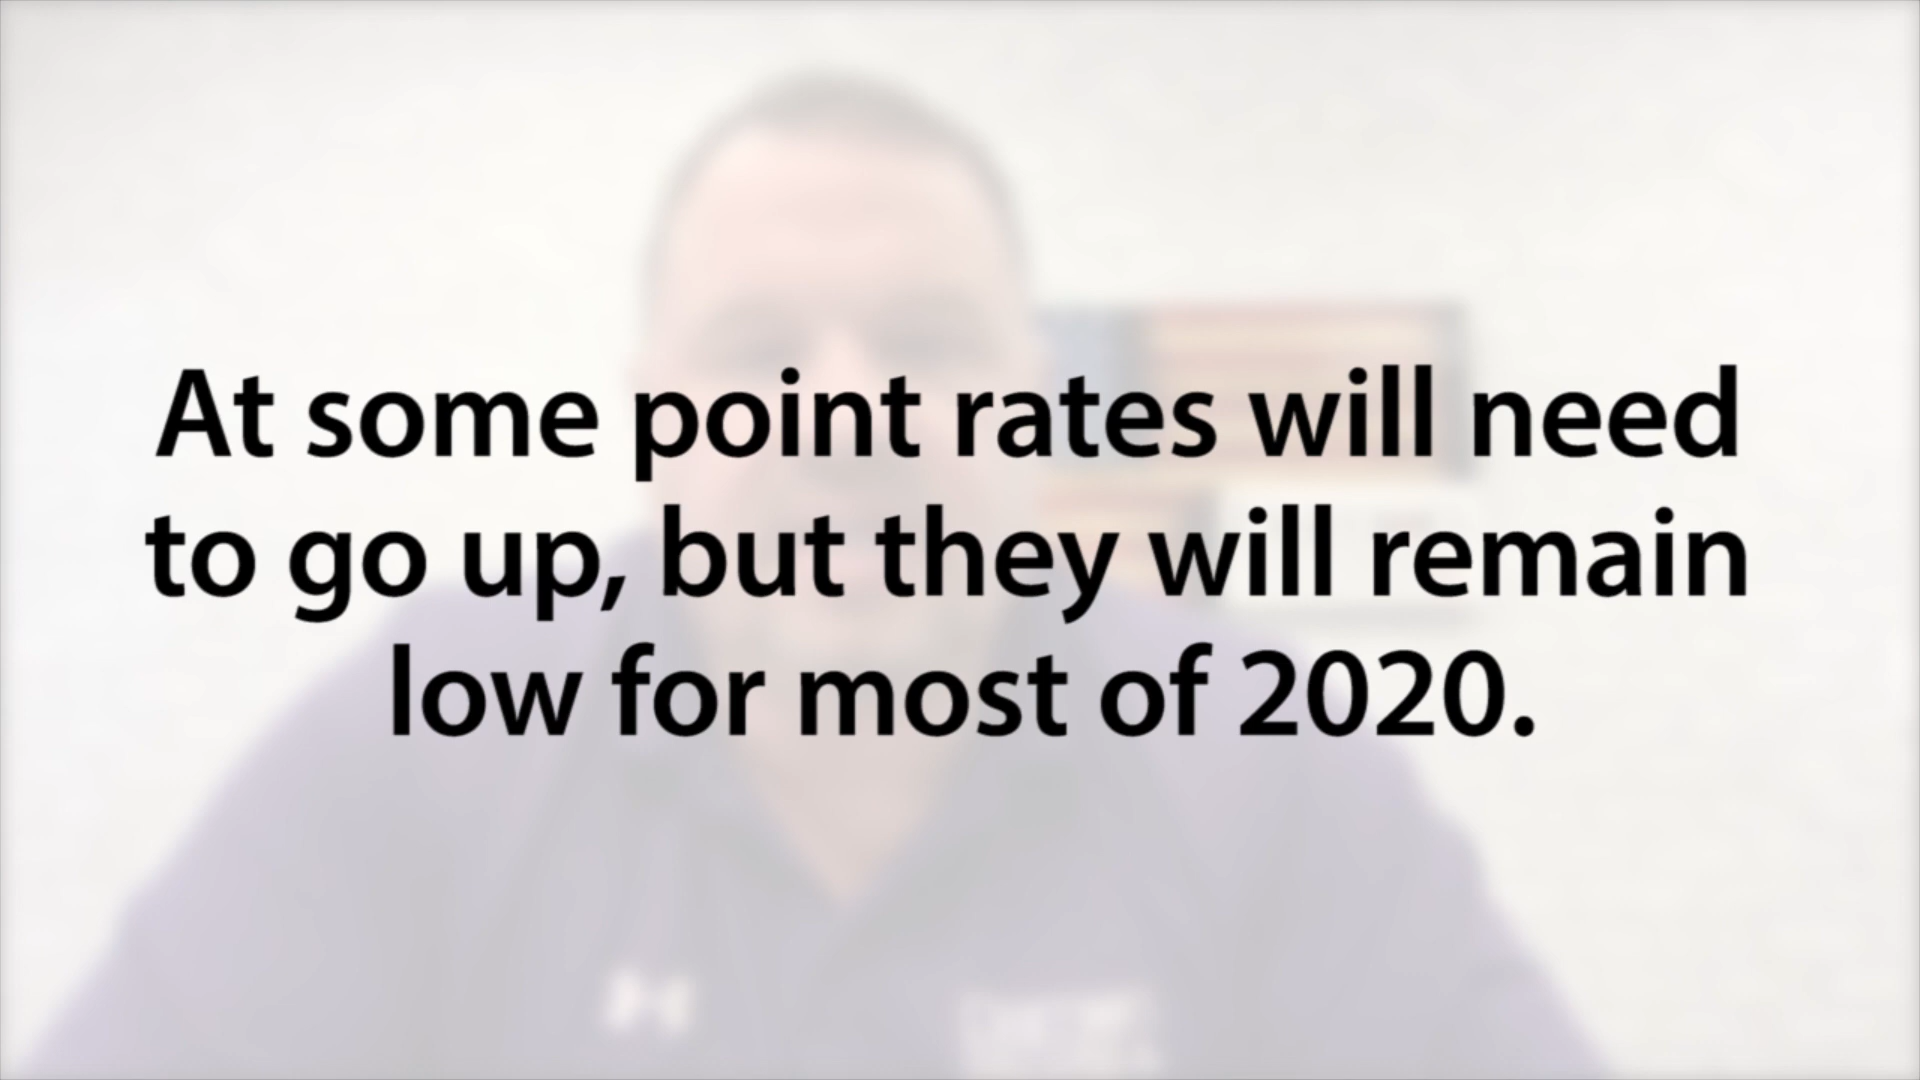 At some point rates will need
to go up, but they will remain
low for most of 2020.